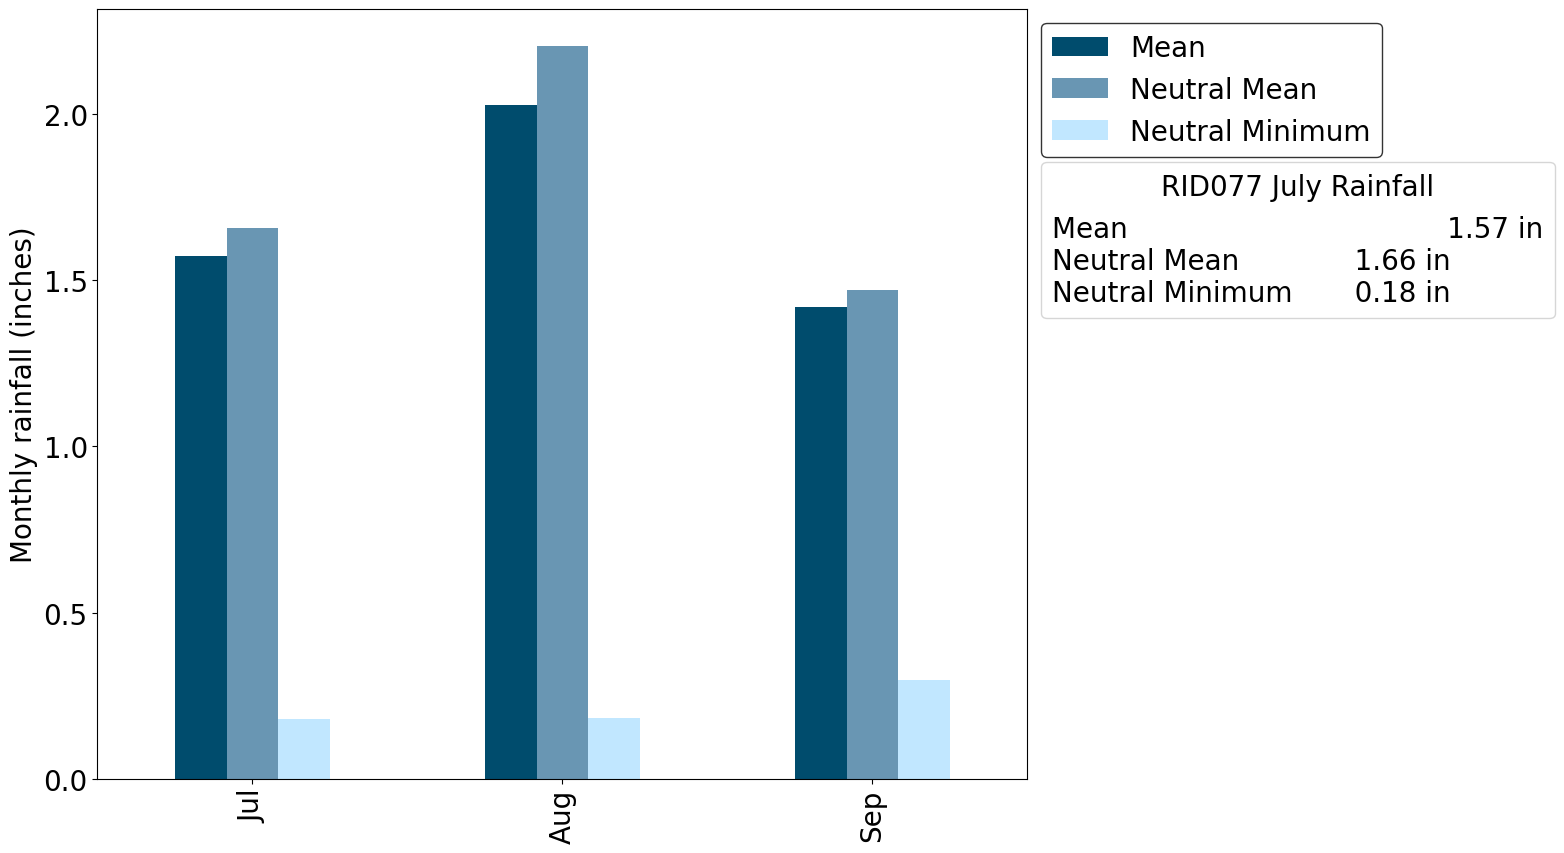 Mean
Neutral Mean
Neutral Minimum
RID077 July Rainfall
Mean 1.57 in
Neutral Mean 1.66 in
Neutral Minimum 0.18 in
Monthly rainfall (inches)
2.0
1.5
1.0
0.5
0.0
Jul
Aug
Sep